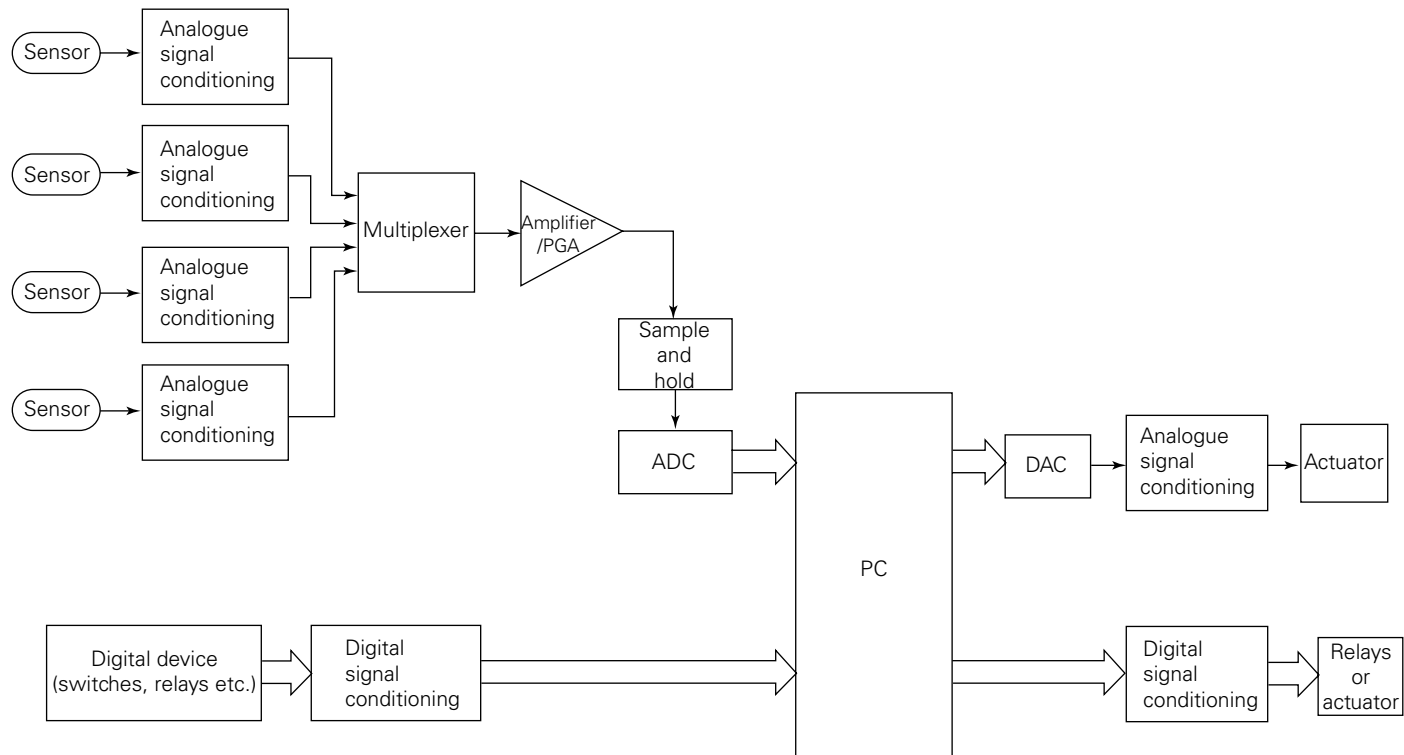 Sensor
Analogue
signal
conditioning
Sensor
Analogue
signal
conditioning
Sensor
Analogue
signal
conditioning
Sensor
Analogue
signal
conditioning
Multiplexer
Amplifier
/PGA
Sample
and
hold
ADC
PC
DAC
Analogue
signal
conditioning
Actuator
Digital device
(switches, relays etc.)
Digital
signal
conditioning
Digital
signal
conditioning
Relays
or
actuator